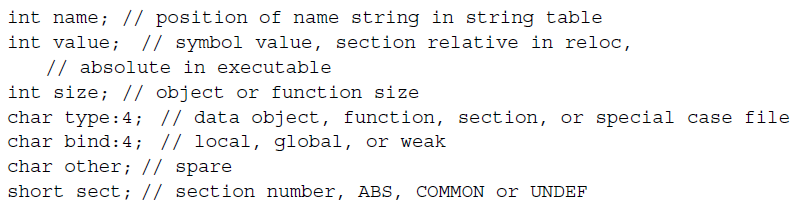 int name; // position of name string in string table
int value;  // symbol value, section relative in reloc,
   // absolute in executable
int size; // object or function size
char type:4;  // data object, function, section, or special case file
char bind:4;  // local, global, or weak
char other; // spare
short sect; // section number, ABS, COMMON or UNDEF